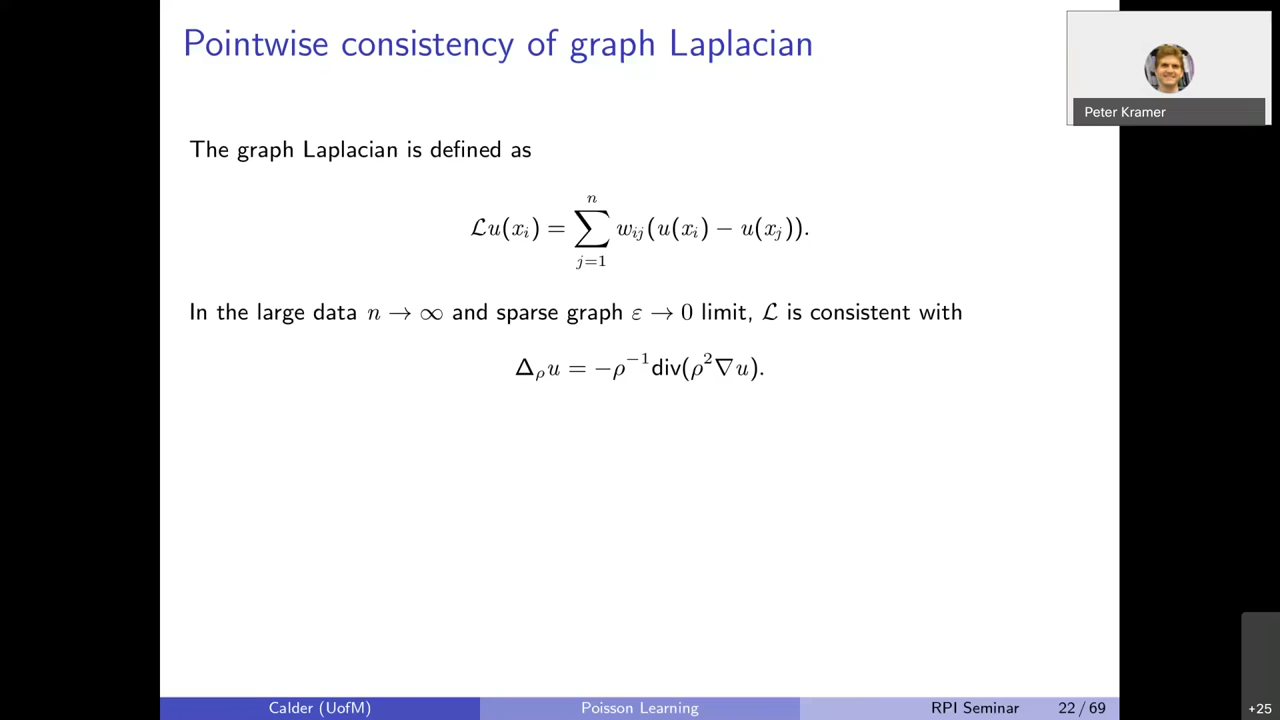 Pointwise consistency of graph Laplacian
Peter Kramer
The graph Laplacian is defined as
ℒu(xᵢ) = ∑ⱼ₌₁ⁿ wᵢⱼ(u(xᵢ) − u(xⱼ)).
In the large data n → ∞ and sparse graph ε → 0 limit, ℒ is consistent with
Δᵨu = −ρ⁻¹div(ρ²∇u).
Calder (UofM) Poisson Learning RPI Seminar 22 / 69
+25